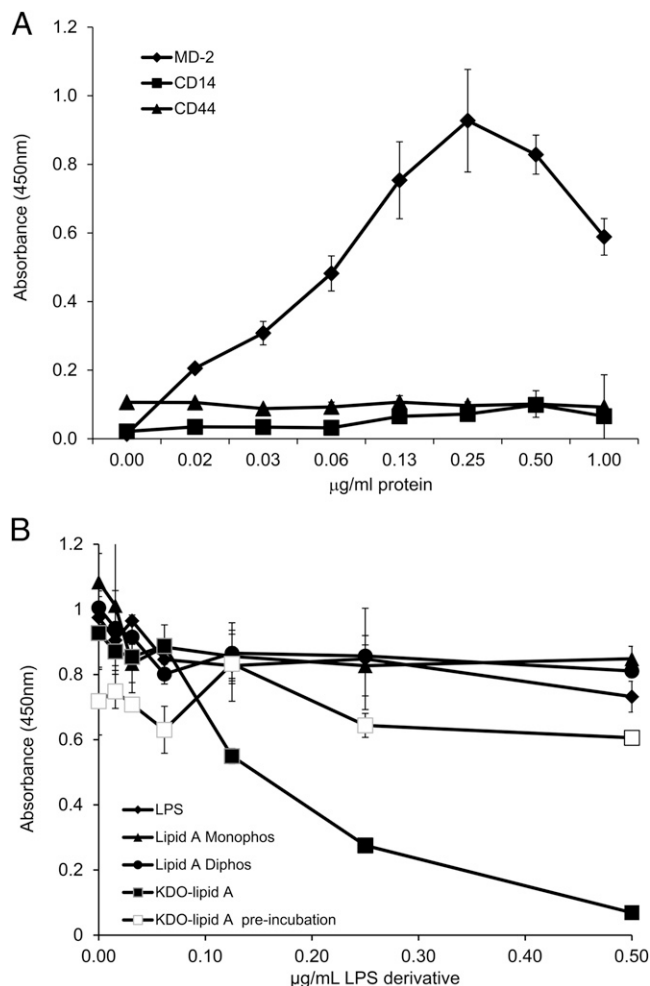 A
1.2
1.0
0.8
0.6
0.4
0.2
0.0
Absorbance (450nm)
MD-2
CD14
CD44
0.00 0.02 0.03 0.06 0.13 0.25 0.50 1.00
μg/ml protein
B
1.2
1
0.8
0.6
0.4
0.2
0
Absorbance (450nm)
LPS
Lipid A Monophos
Lipid A Diphos
KDO-lipid A
KDO-lipid A pre-incubation
0.00 0.10 0.20 0.30 0.40 0.50
μg/mL LPS derivative